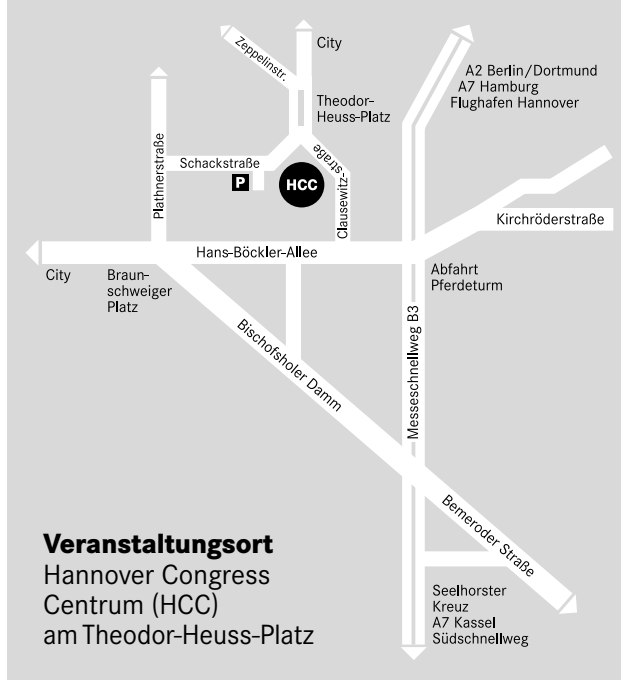 Zeppelinstr.
City
Theodor-
Heuss-Platz
A2 Berlin/Dortmund
A7 Hamburg
Flughafen Hannover
Plathnerstraße
Schackstraße
P
HCC
Clausewitz-
straße
Kirchröderstraße
Hans-Böckler-Allee
City
Braun-
schweiger
Platz
Abfahrt
Pferdeturm
Messeschnellweg B3
Bischofsholer Damm
Bemeroder Straße
Veranstaltungsort
Hannover Congress
Centrum (HCC)
am Theodor-Heuss-Platz
Seelhorster
Kreuz
A7 Kassel
Südschnellweg